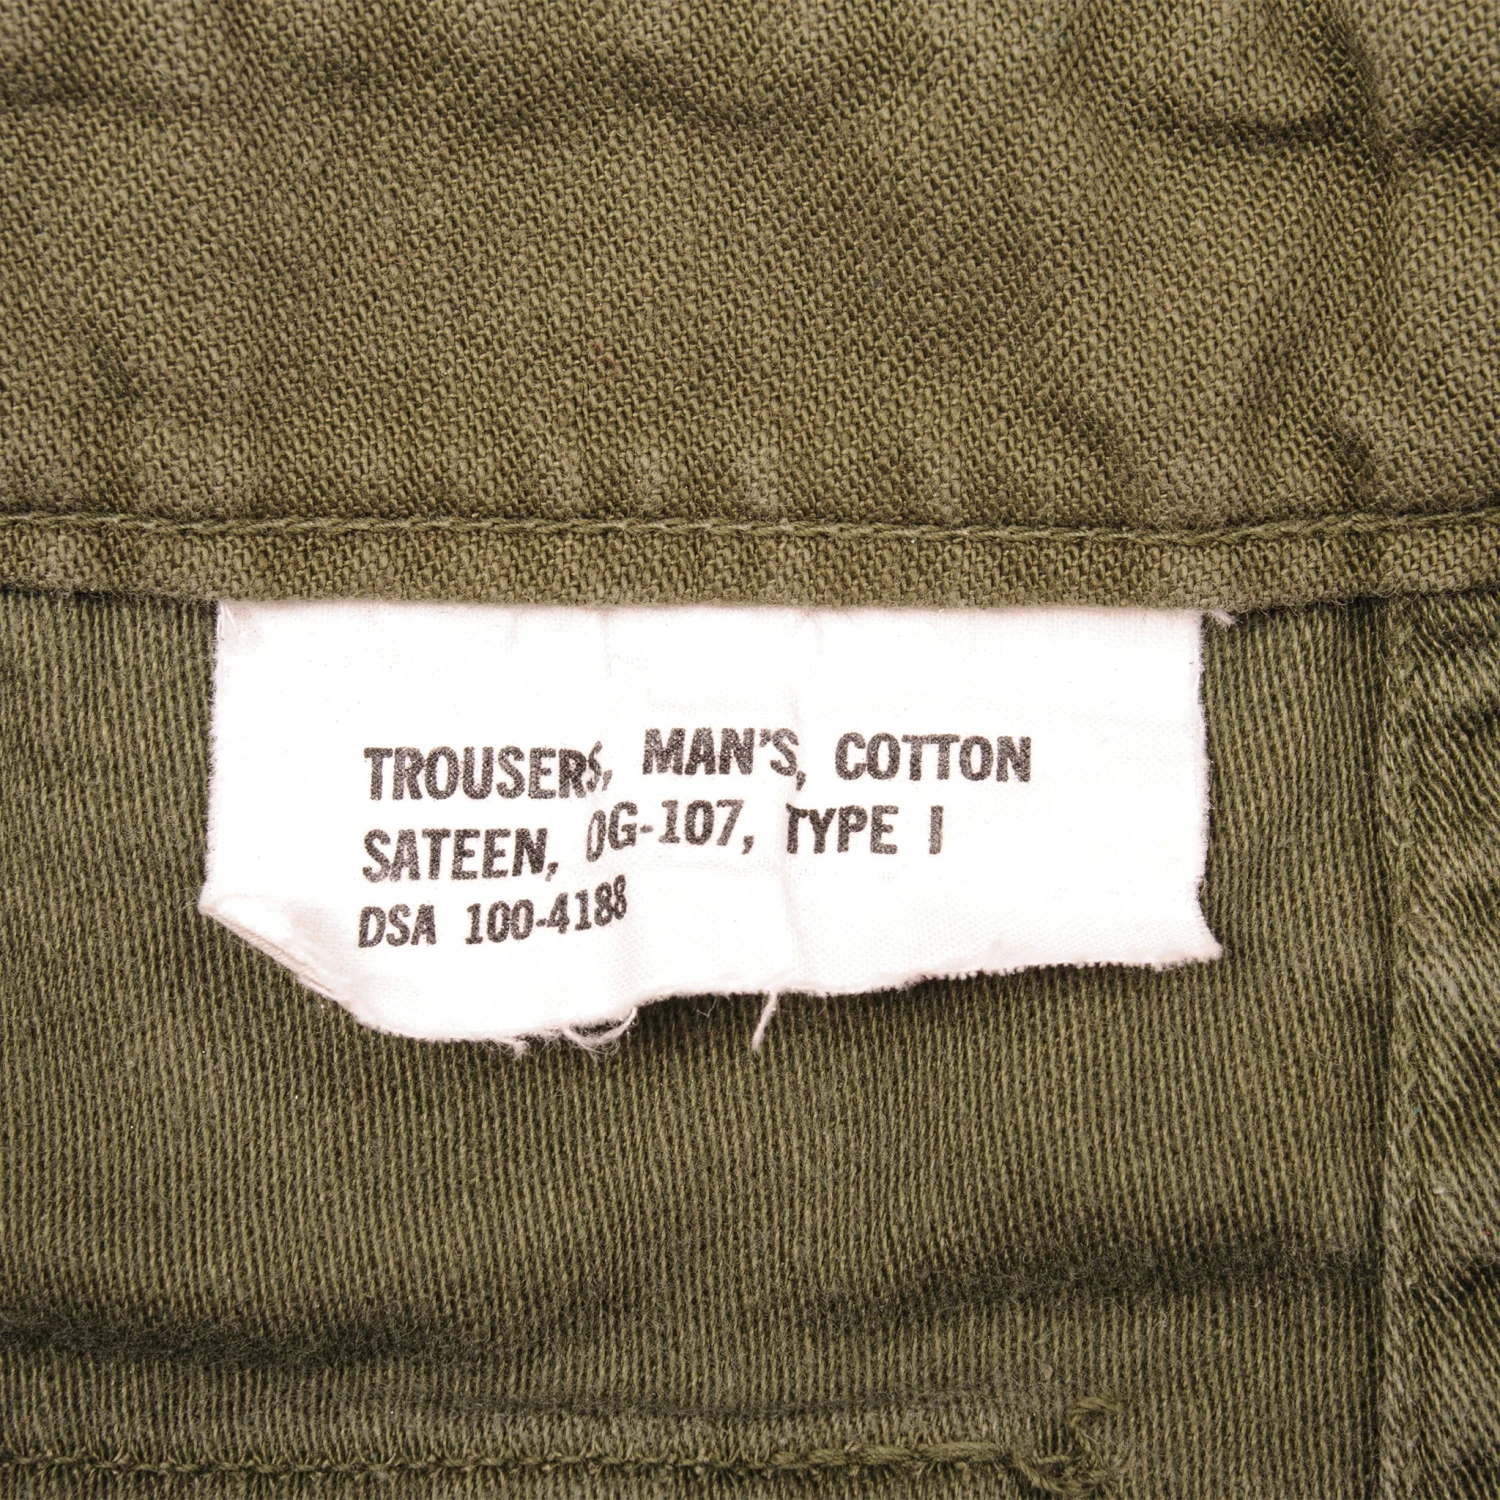 TROUSERS, MAN'S, COTTON
SATEEN, OG-107, TYPE I
DSA 100-4188